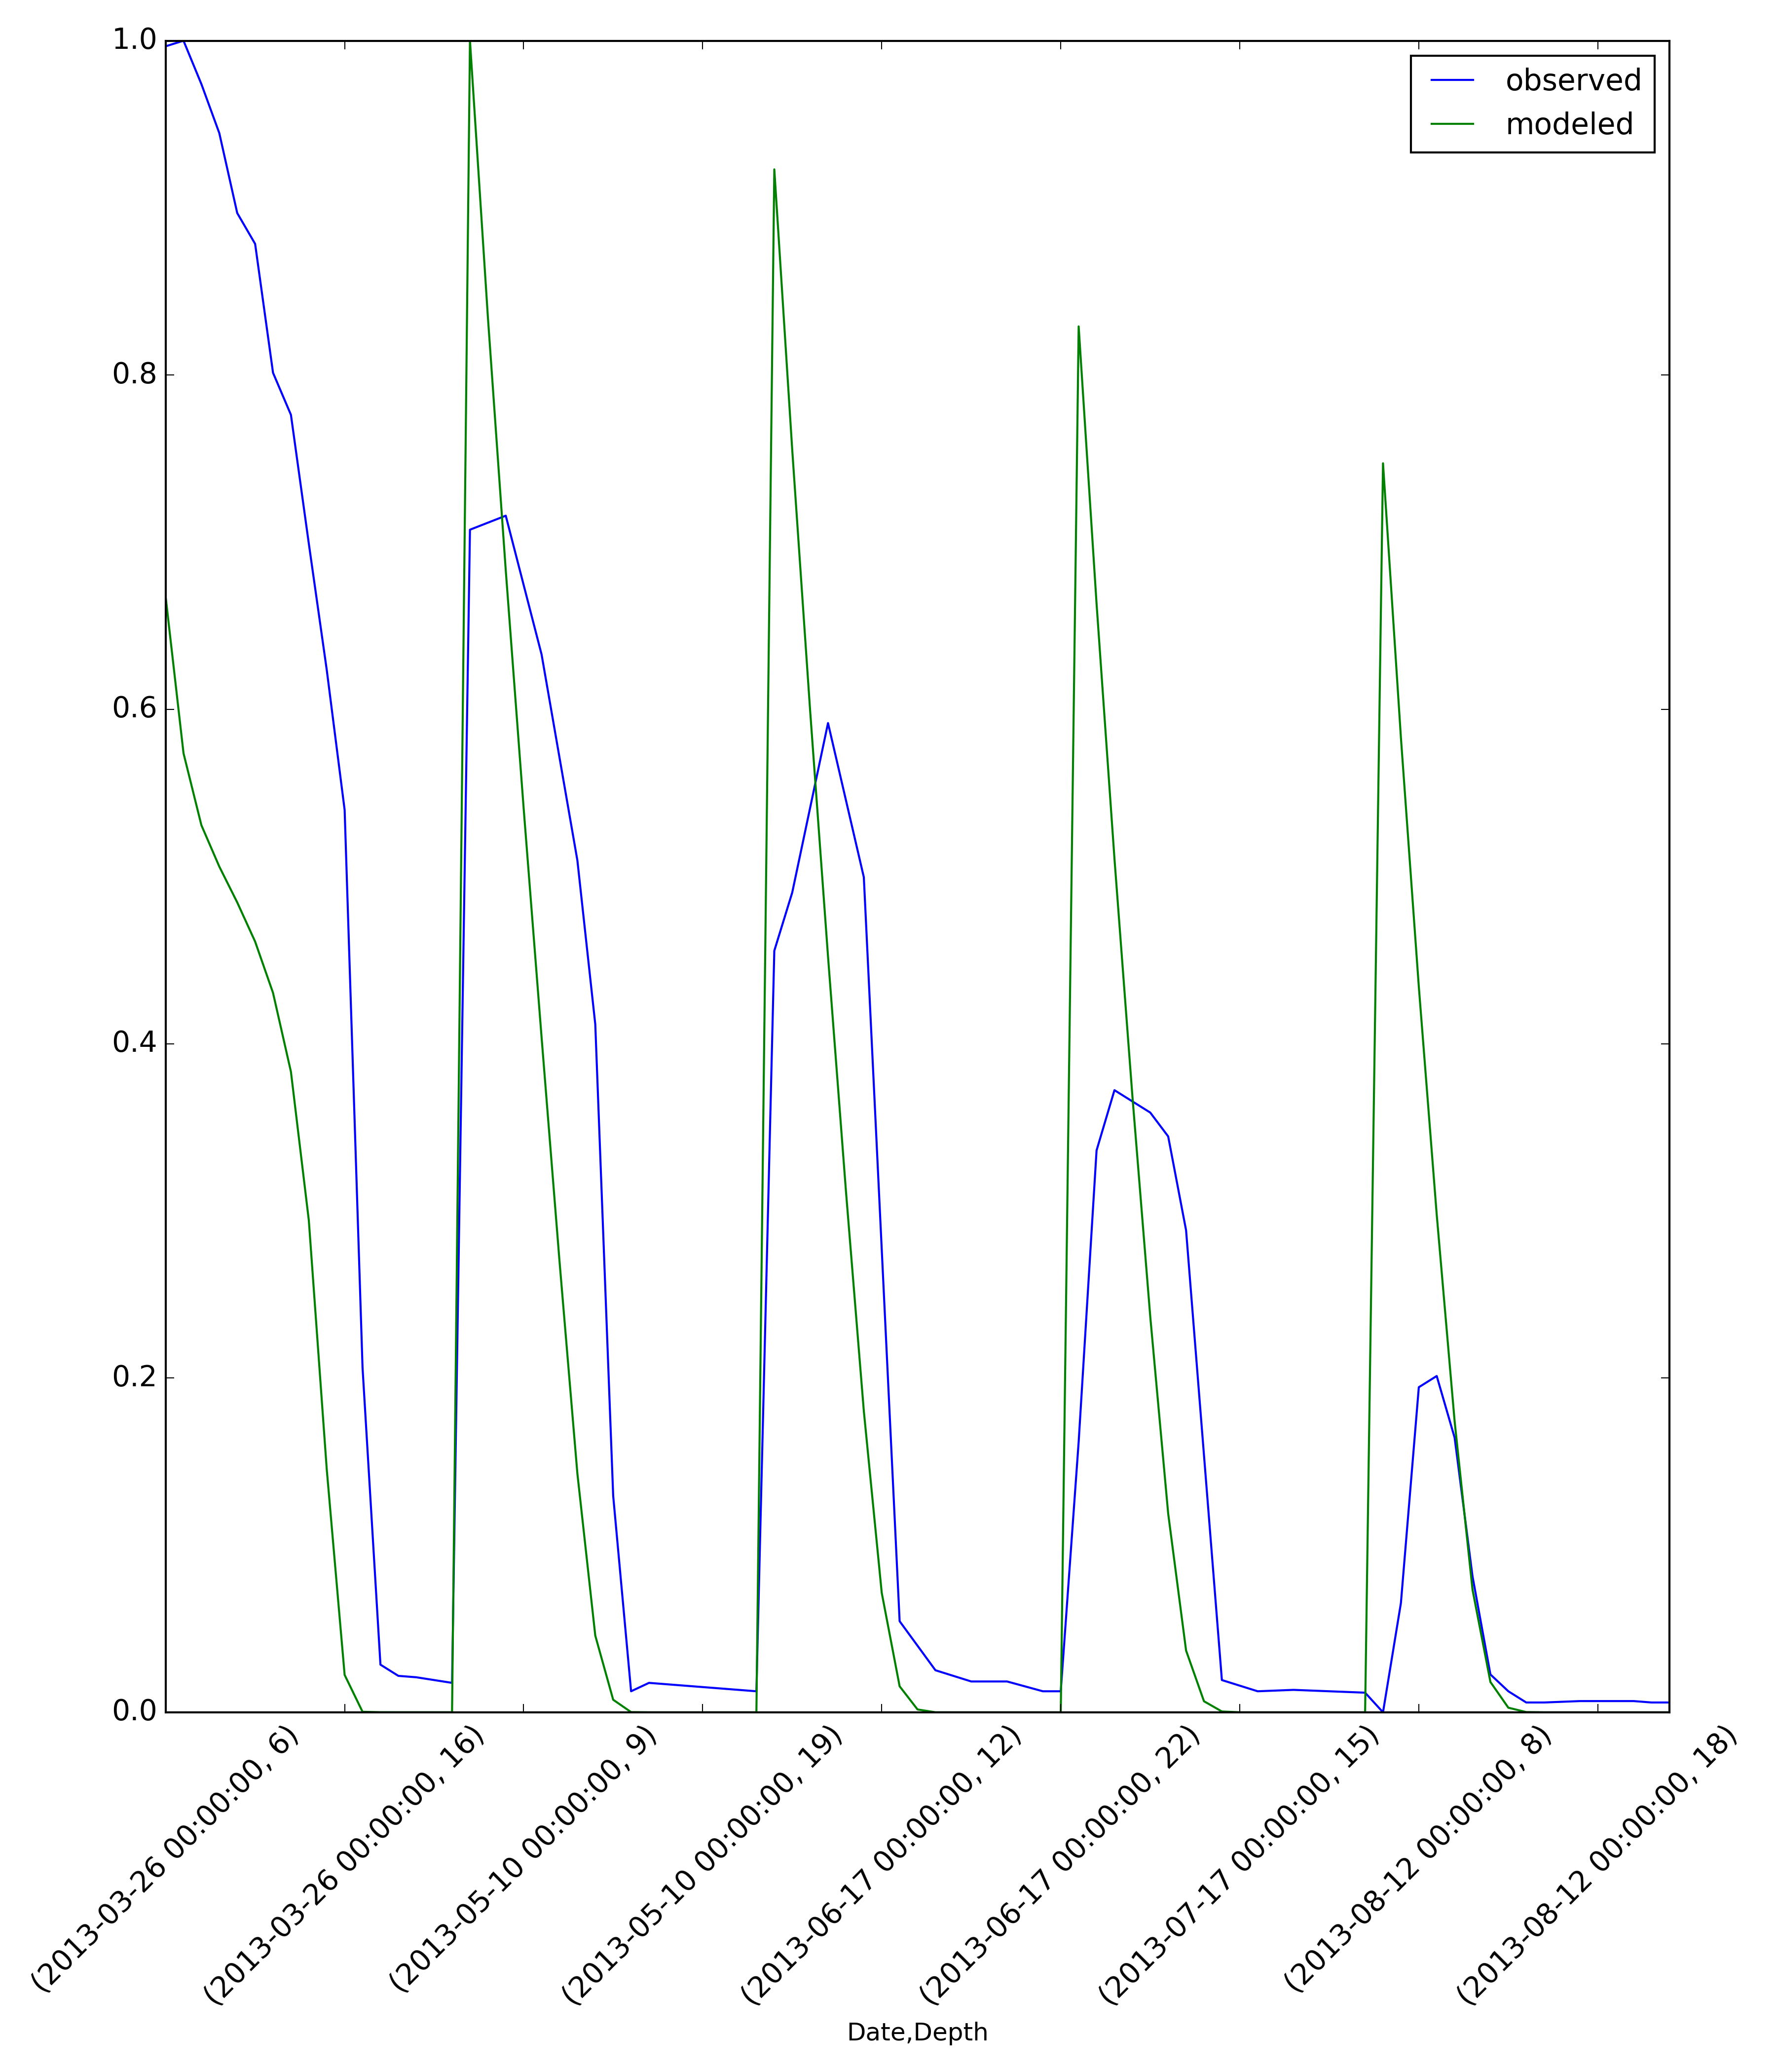 1.0
observed
modeled
0.8
0.6
0.4
0.2
0.0
(2013-03-26 00:00:00, 6)
(2013-03-26 00:00:00, 16)
(2013-05-10 00:00:00, 9)
(2013-05-10 00:00:00, 19)
(2013-06-17 00:00:00, 12)
(2013-06-17 00:00:00, 22)
(2013-07-17 00:00:00, 15)
(2013-08-12 00:00:00, 8)
(2013-08-12 00:00:00, 18)
Date,Depth